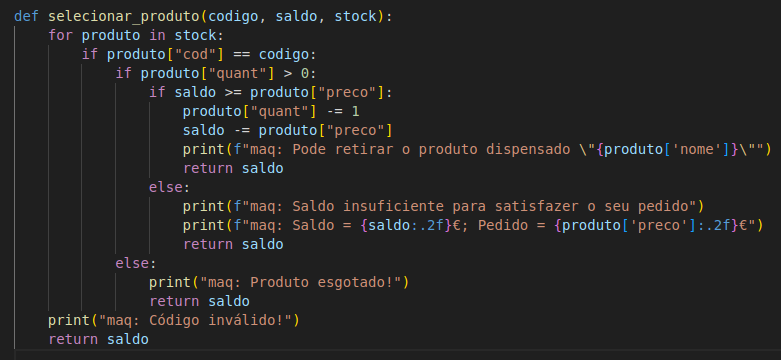 def selecionar_produto(codigo, saldo, stock):
    for produto in stock:
        if produto["cod"] == codigo:
            if produto["quant"] > 0:
                if saldo >= produto["preco"]:
                    produto["quant"] -= 1
                    saldo -= produto["preco"]
                    print(f"maq: Pode retirar o produto dispensado \"{produto['nome']}\"")
                    return saldo
                else:
                    print(f"maq: Saldo insuficiente para satisfazer o seu pedido")
                    print(f"maq: Saldo = {saldo:.2f}€; Pedido = {produto['preco']:.2f}€")
                    return saldo
            else:
                print("maq: Produto esgotado!")
                return saldo
    print("maq: Código inválido!")
    return saldo